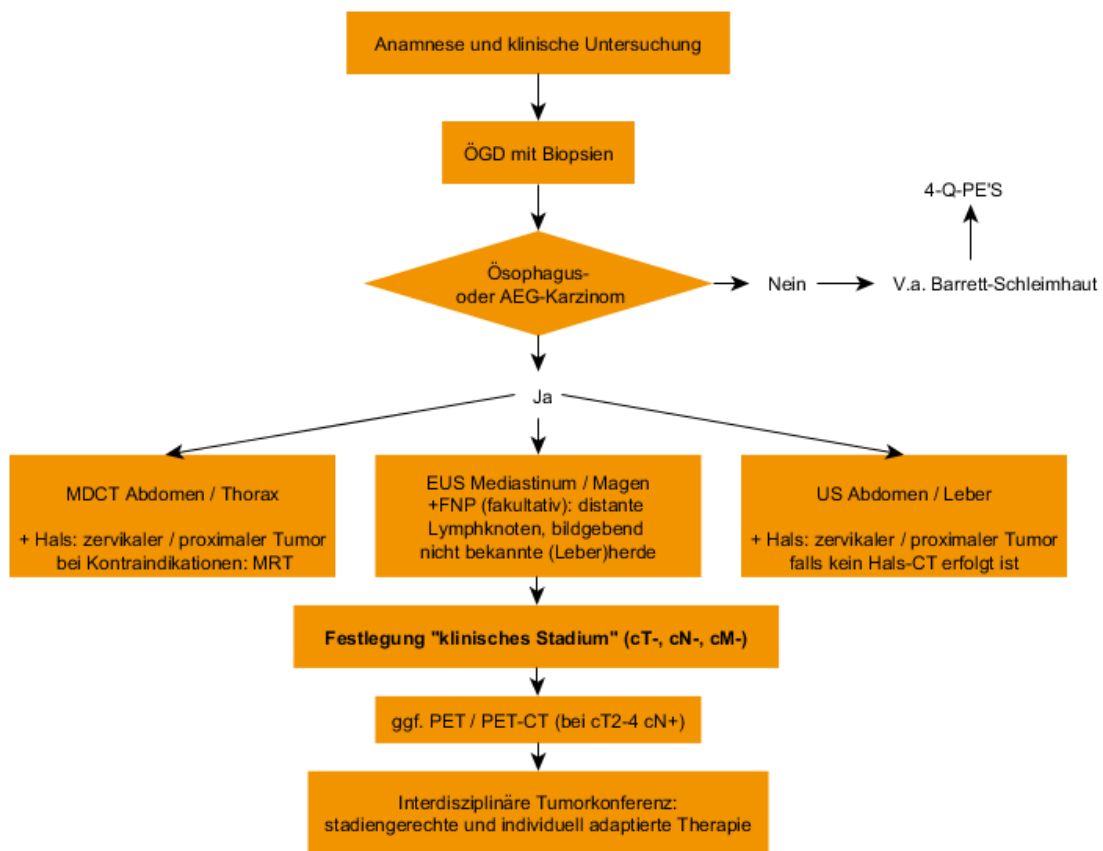 Anamnese und klinische Untersuchung
ÖGD mit Biopsien
4-Q-PE'S
Ösophagus-
oder AEG-Karzinom
Nein
V.a. Barrett-Schleimhaut
Ja
MDCT Abdomen / Thorax
+ Hals: zervikaler / proximaler Tumor
bei Kontraindikationen: MRT
EUS Mediastinum / Magen
+FNP (fakultativ): distante
Lymphknoten, bildgebend
nicht bekannte (Leber)herde
US Abdomen / Leber
+ Hals: zervikaler / proximaler Tumor
falls kein Hals-CT erfolgt ist
Festlegung "klinisches Stadium" (cT-, cN-, cM-)
ggf. PET / PET-CT (bei cT2-4 cN+)
Interdisziplinäre Tumorkonferenz:
stadiengerechte und individuell adaptierte Therapie